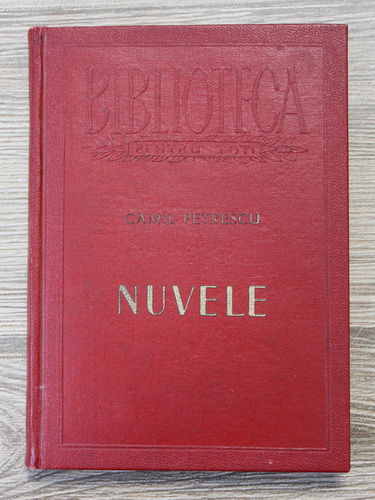 BIBLIOTECA
PENTRU TOȚI
CAMIL PETRESCU
NUVELE